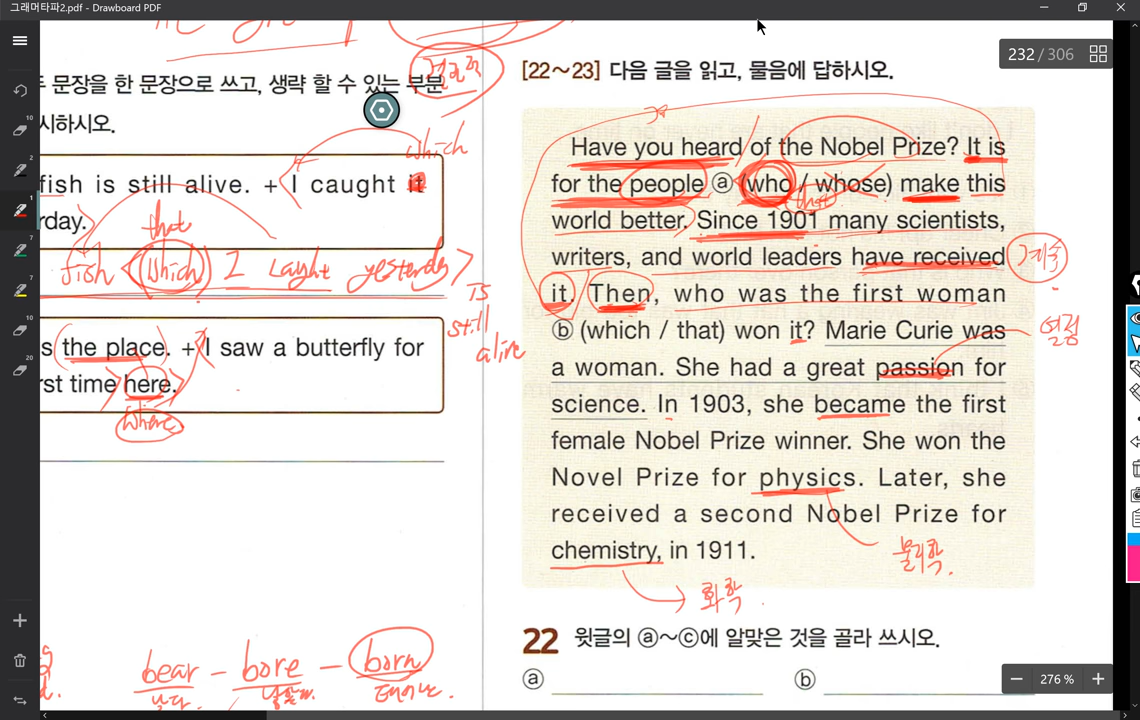 그래머타파2.pdf - Drawboard PDF
232 / 306
두 문장을 한 문장으로 쓰고, 생략 할 수 있는 부분
시하시오.
fish is still alive. + I caught it
which
rday.
that
fish which I caught yesterday is
still
alive
s the place. + I saw a butterfly for
rst time here.
where
bear - bore - born
[22~23] 다음 글을 읽고, 물음에 답하시오.
Have you heard of the Nobel Prize? It is
for the people ⓐ (who / whose) make this
that
world better. Since 1901 many scientists,
writers, and world leaders have received
계속
it. Then, who was the first woman
ⓑ (which / that) won it? Marie Curie was
열정
a woman. She had a great passion for
science. In 1903, she became the first
female Nobel Prize winner. She won the
Novel Prize for physics. Later, she
received a second Nobel Prize for
chemistry, in 1911.
물리학.
화학
22 윗글의 ⓐ~ⓒ에 알맞은 것을 골라 쓰시오.
ⓐ ⓑ
276 %